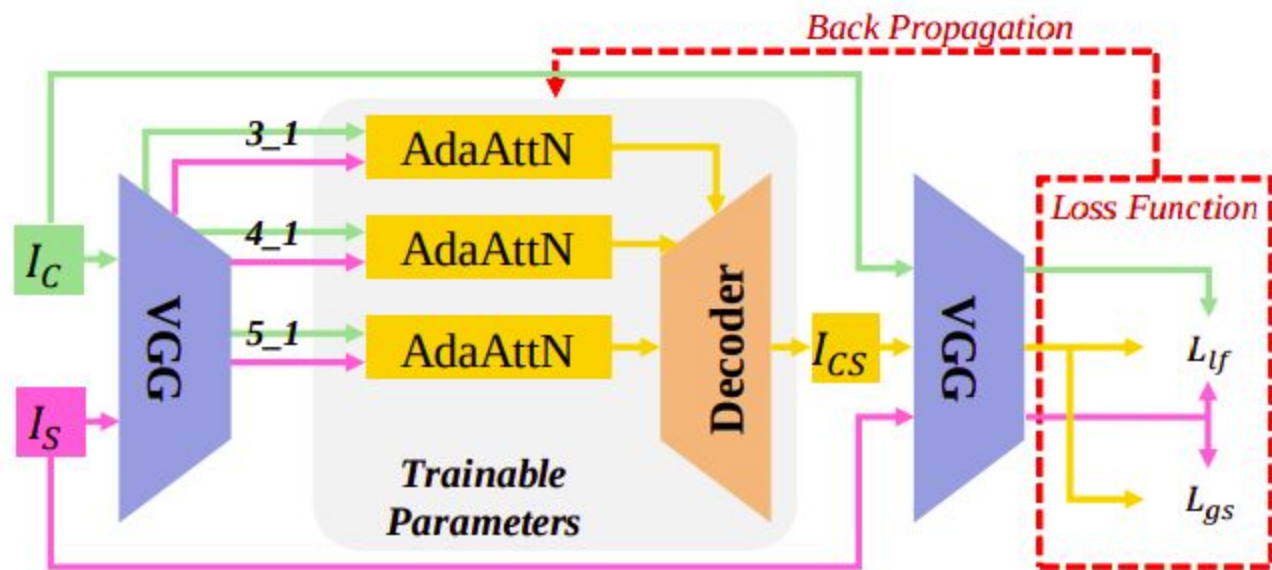 Back Propagation
3_1
AdaAttN
Loss Function
4_1
AdaAttN
I_C
VGG
5_1
AdaAttN
Decoder
I_CS
VGG
L_lf
I_S
Trainable
Parameters
L_gs